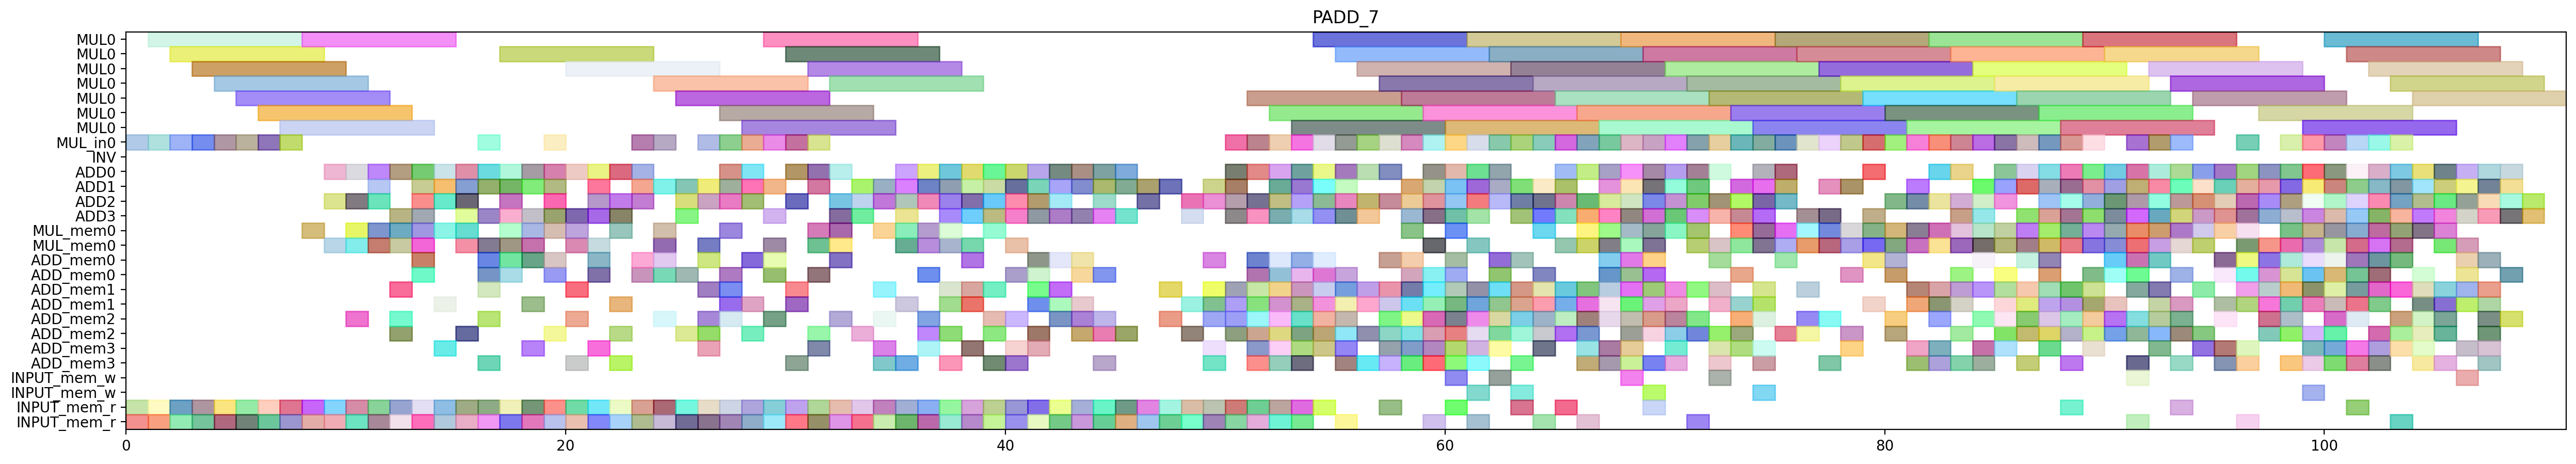 PADD_7
MUL0
MUL0
MUL0
MUL0
MUL0
MUL0
MUL0
MUL_in0
INV
ADD0
ADD1
ADD2
ADD3
MUL_mem0
MUL_mem0
ADD_mem0
ADD_mem0
ADD_mem1
ADD_mem1
ADD_mem2
ADD_mem2
ADD_mem3
ADD_mem3
INPUT_mem_w
INPUT_mem_w
INPUT_mem_r
INPUT_mem_r
0 20 40 60 80 100